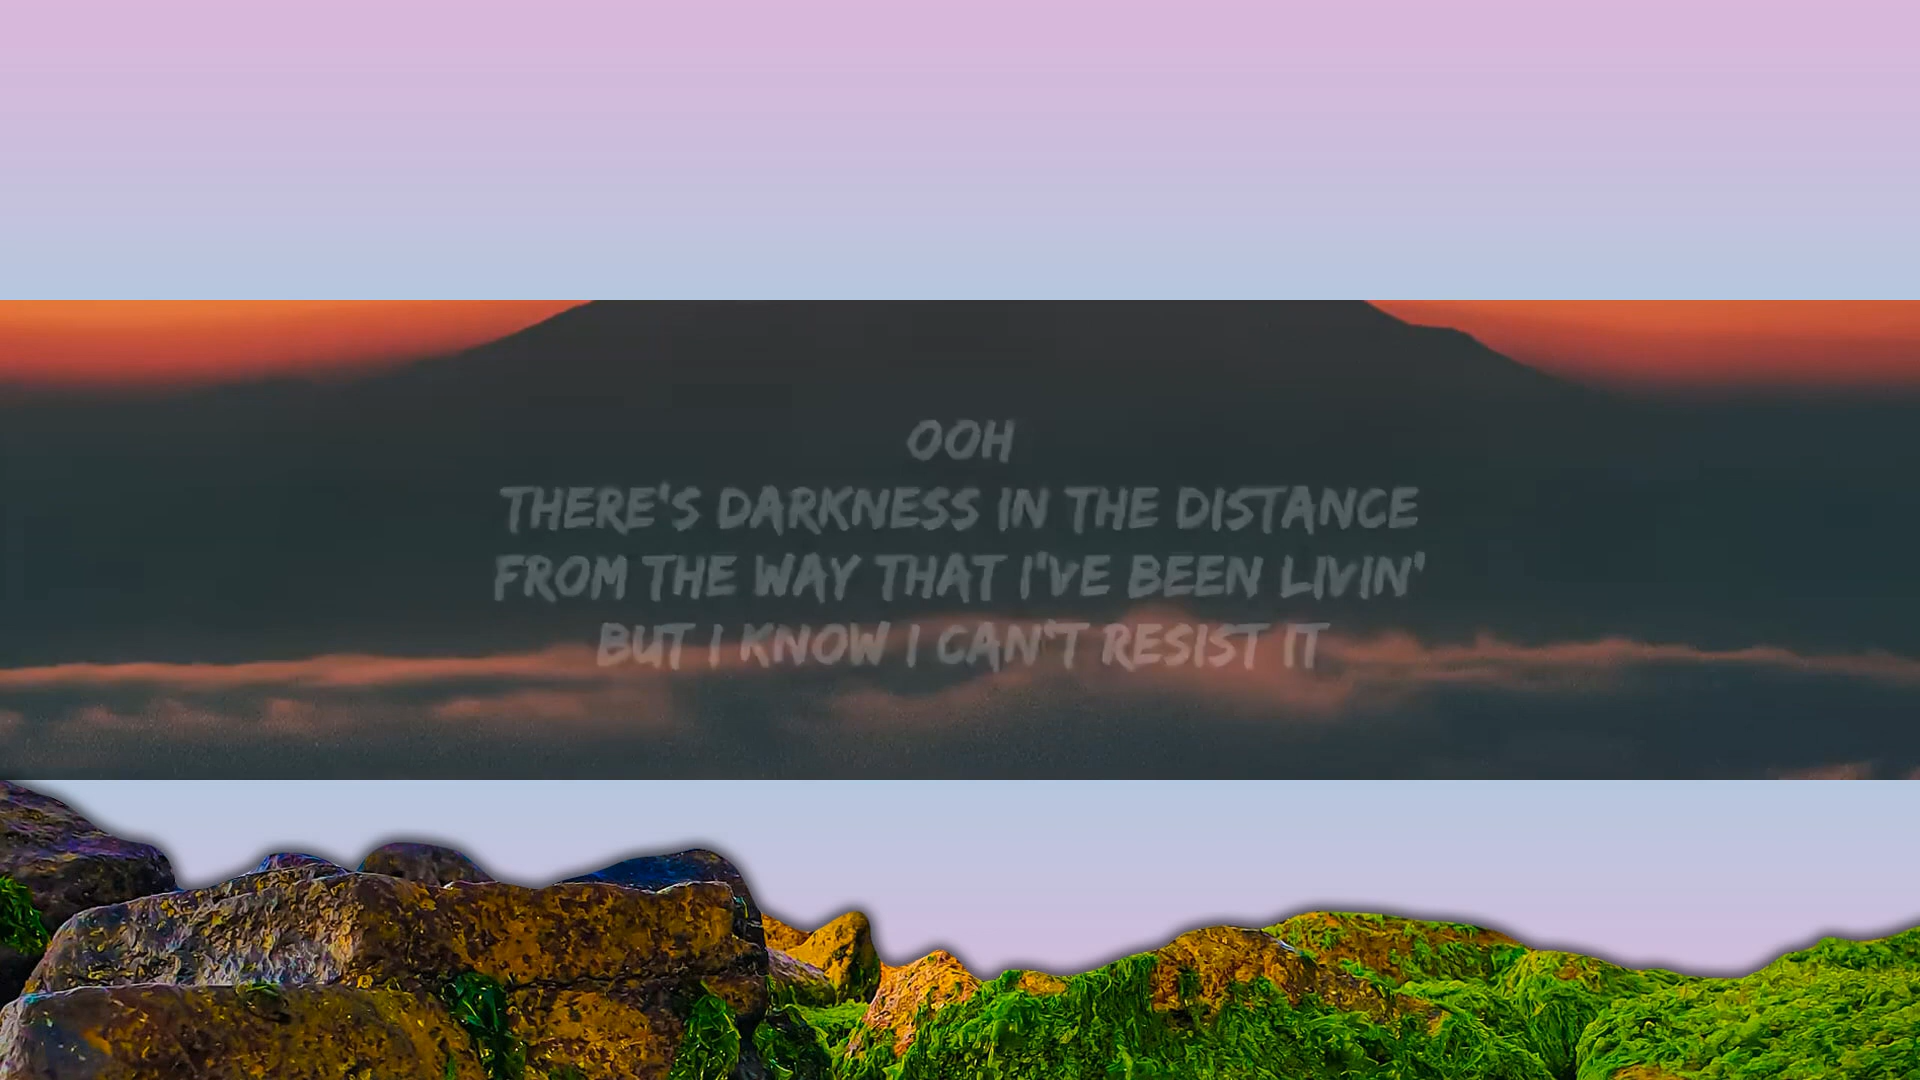 OOH
THERE'S DARKNESS IN THE DISTANCE
FROM THE WAY THAT I'VE BEEN LIVIN'
BUT I KNOW I CAN'T RESIST IT